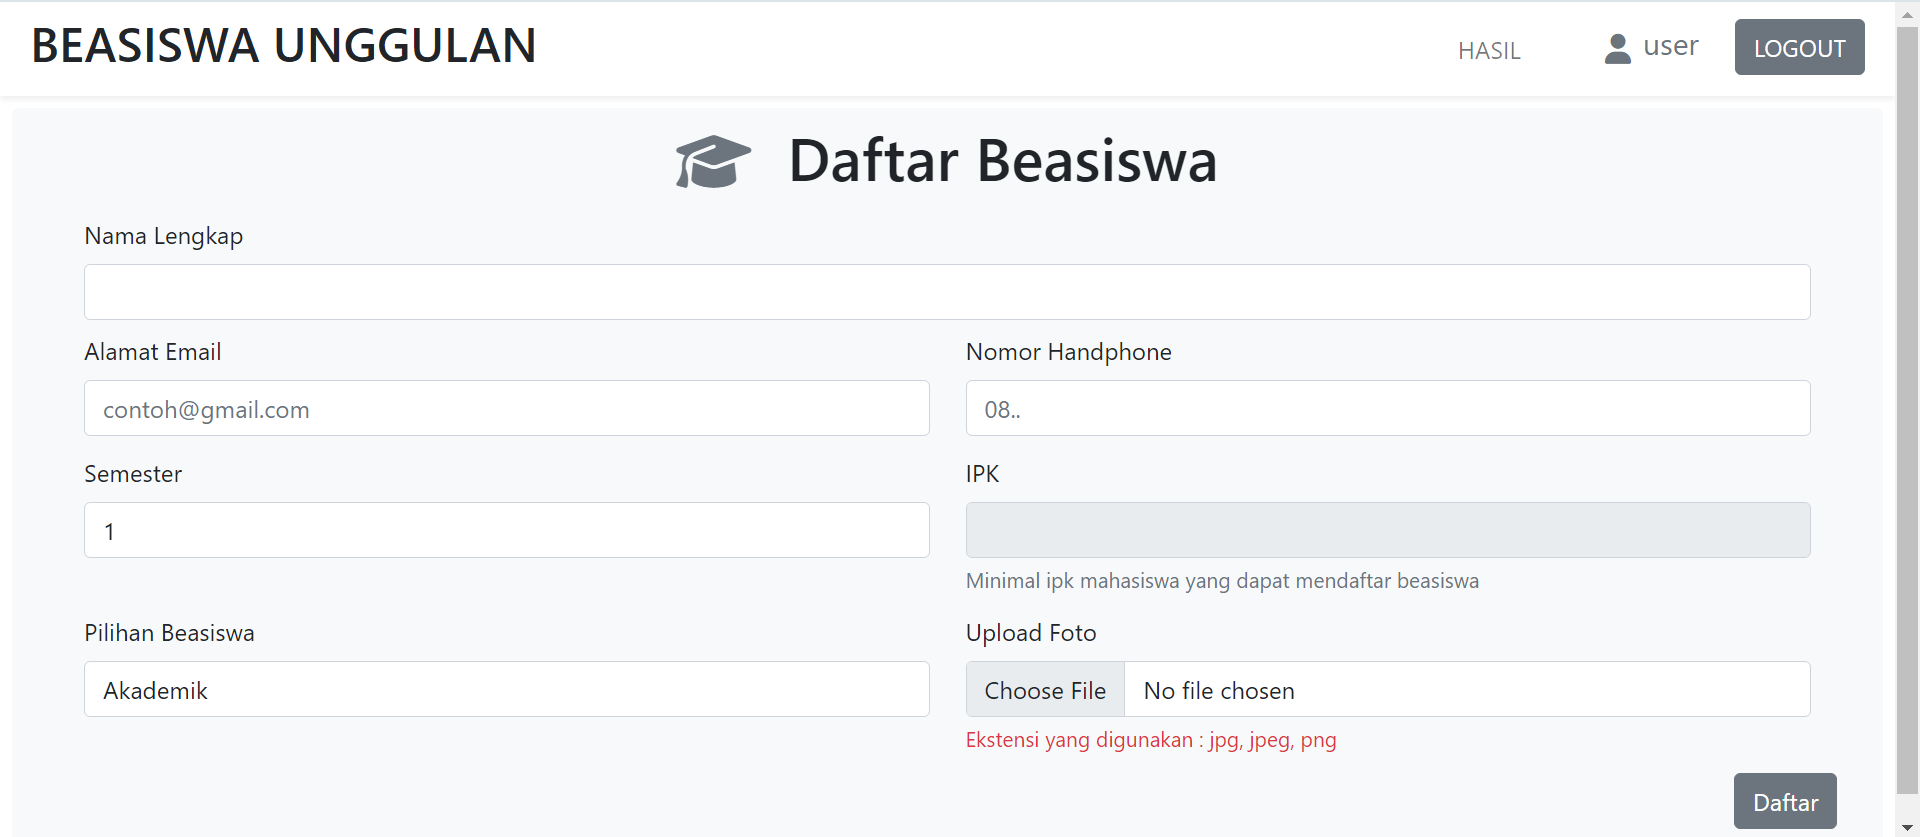 BEASISWA UNGGULAN
HASIL
user
LOGOUT
Daftar Beasiswa
Nama Lengkap
Alamat Email
Nomor Handphone
contoh@gmail.com
08..
Semester
IPK
1
Minimal ipk mahasiswa yang dapat mendaftar beasiswa
Pilihan Beasiswa
Upload Foto
Akademik
Choose File
No file chosen
Ekstensi yang digunakan : jpg, jpeg, png
Daftar